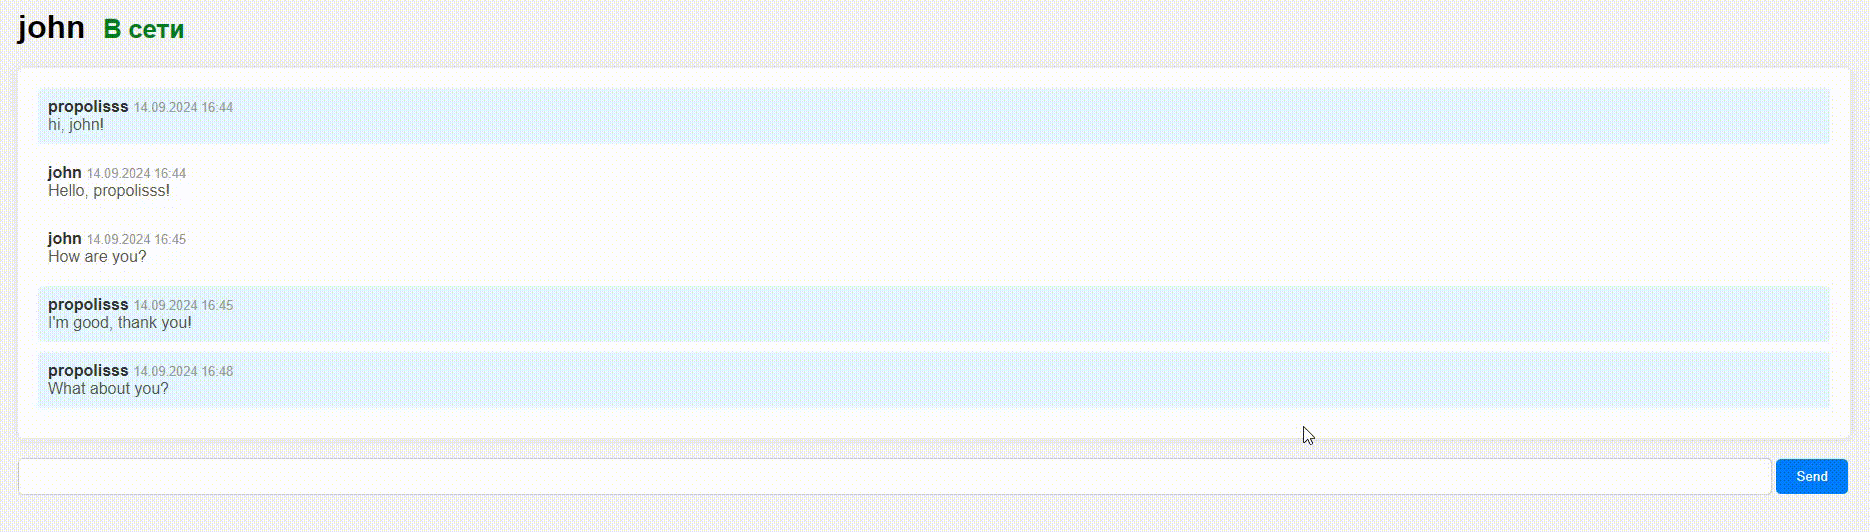 john В сети
propolisss 14.09.2024 16:44
hi, john!
john 14.09.2024 16:44
Hello, propolisss!
john 14.09.2024 16:45
How are you?
propolisss 14.09.2024 16:45
I'm good, thank you!
propolisss 14.09.2024 16:48
What about you?
Send